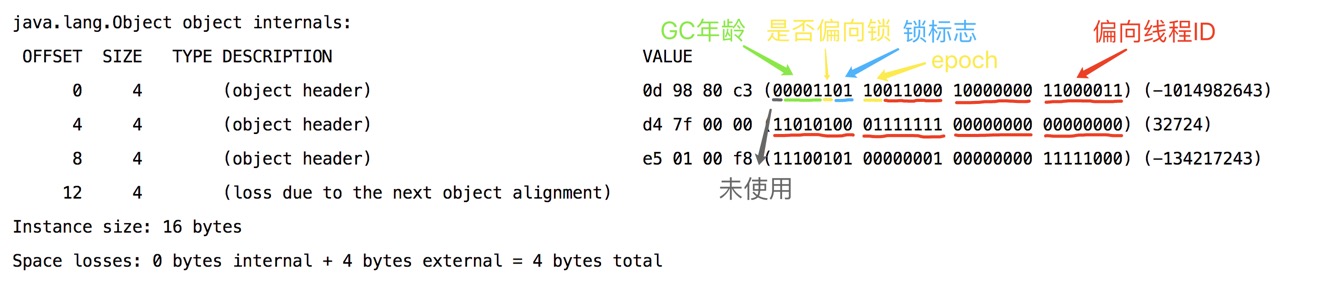 java.lang.Object object internals:
GC年龄 是否偏向锁 锁标志 偏向线程ID
OFFSET SIZE TYPE DESCRIPTION VALUE epoch
0 4 (object header) 0d 98 80 c3 (00001101 10011000 10000000 11000011) (-1014982643)
4 4 (object header) d4 7f 00 00 (11010100 01111111 00000000 00000000) (32724)
8 4 (object header) e5 01 00 f8 (11100101 00000001 00000000 11111000) (-134217243)
12 4 (loss due to the next object alignment) 未使用
Instance size: 16 bytes
Space losses: 0 bytes internal + 4 bytes external = 4 bytes total